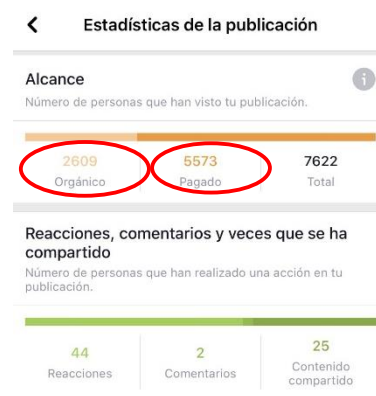 Estadísticas de la publicación
Alcance
Número de personas que han visto tu publicación.
2609 5573 7622
Orgánico Pagado Total
Reacciones, comentarios y veces que se ha
compartido
Número de personas que han realizado una acción en tu
publicación.
44 2 25
Reacciones Comentarios Contenido
compartido